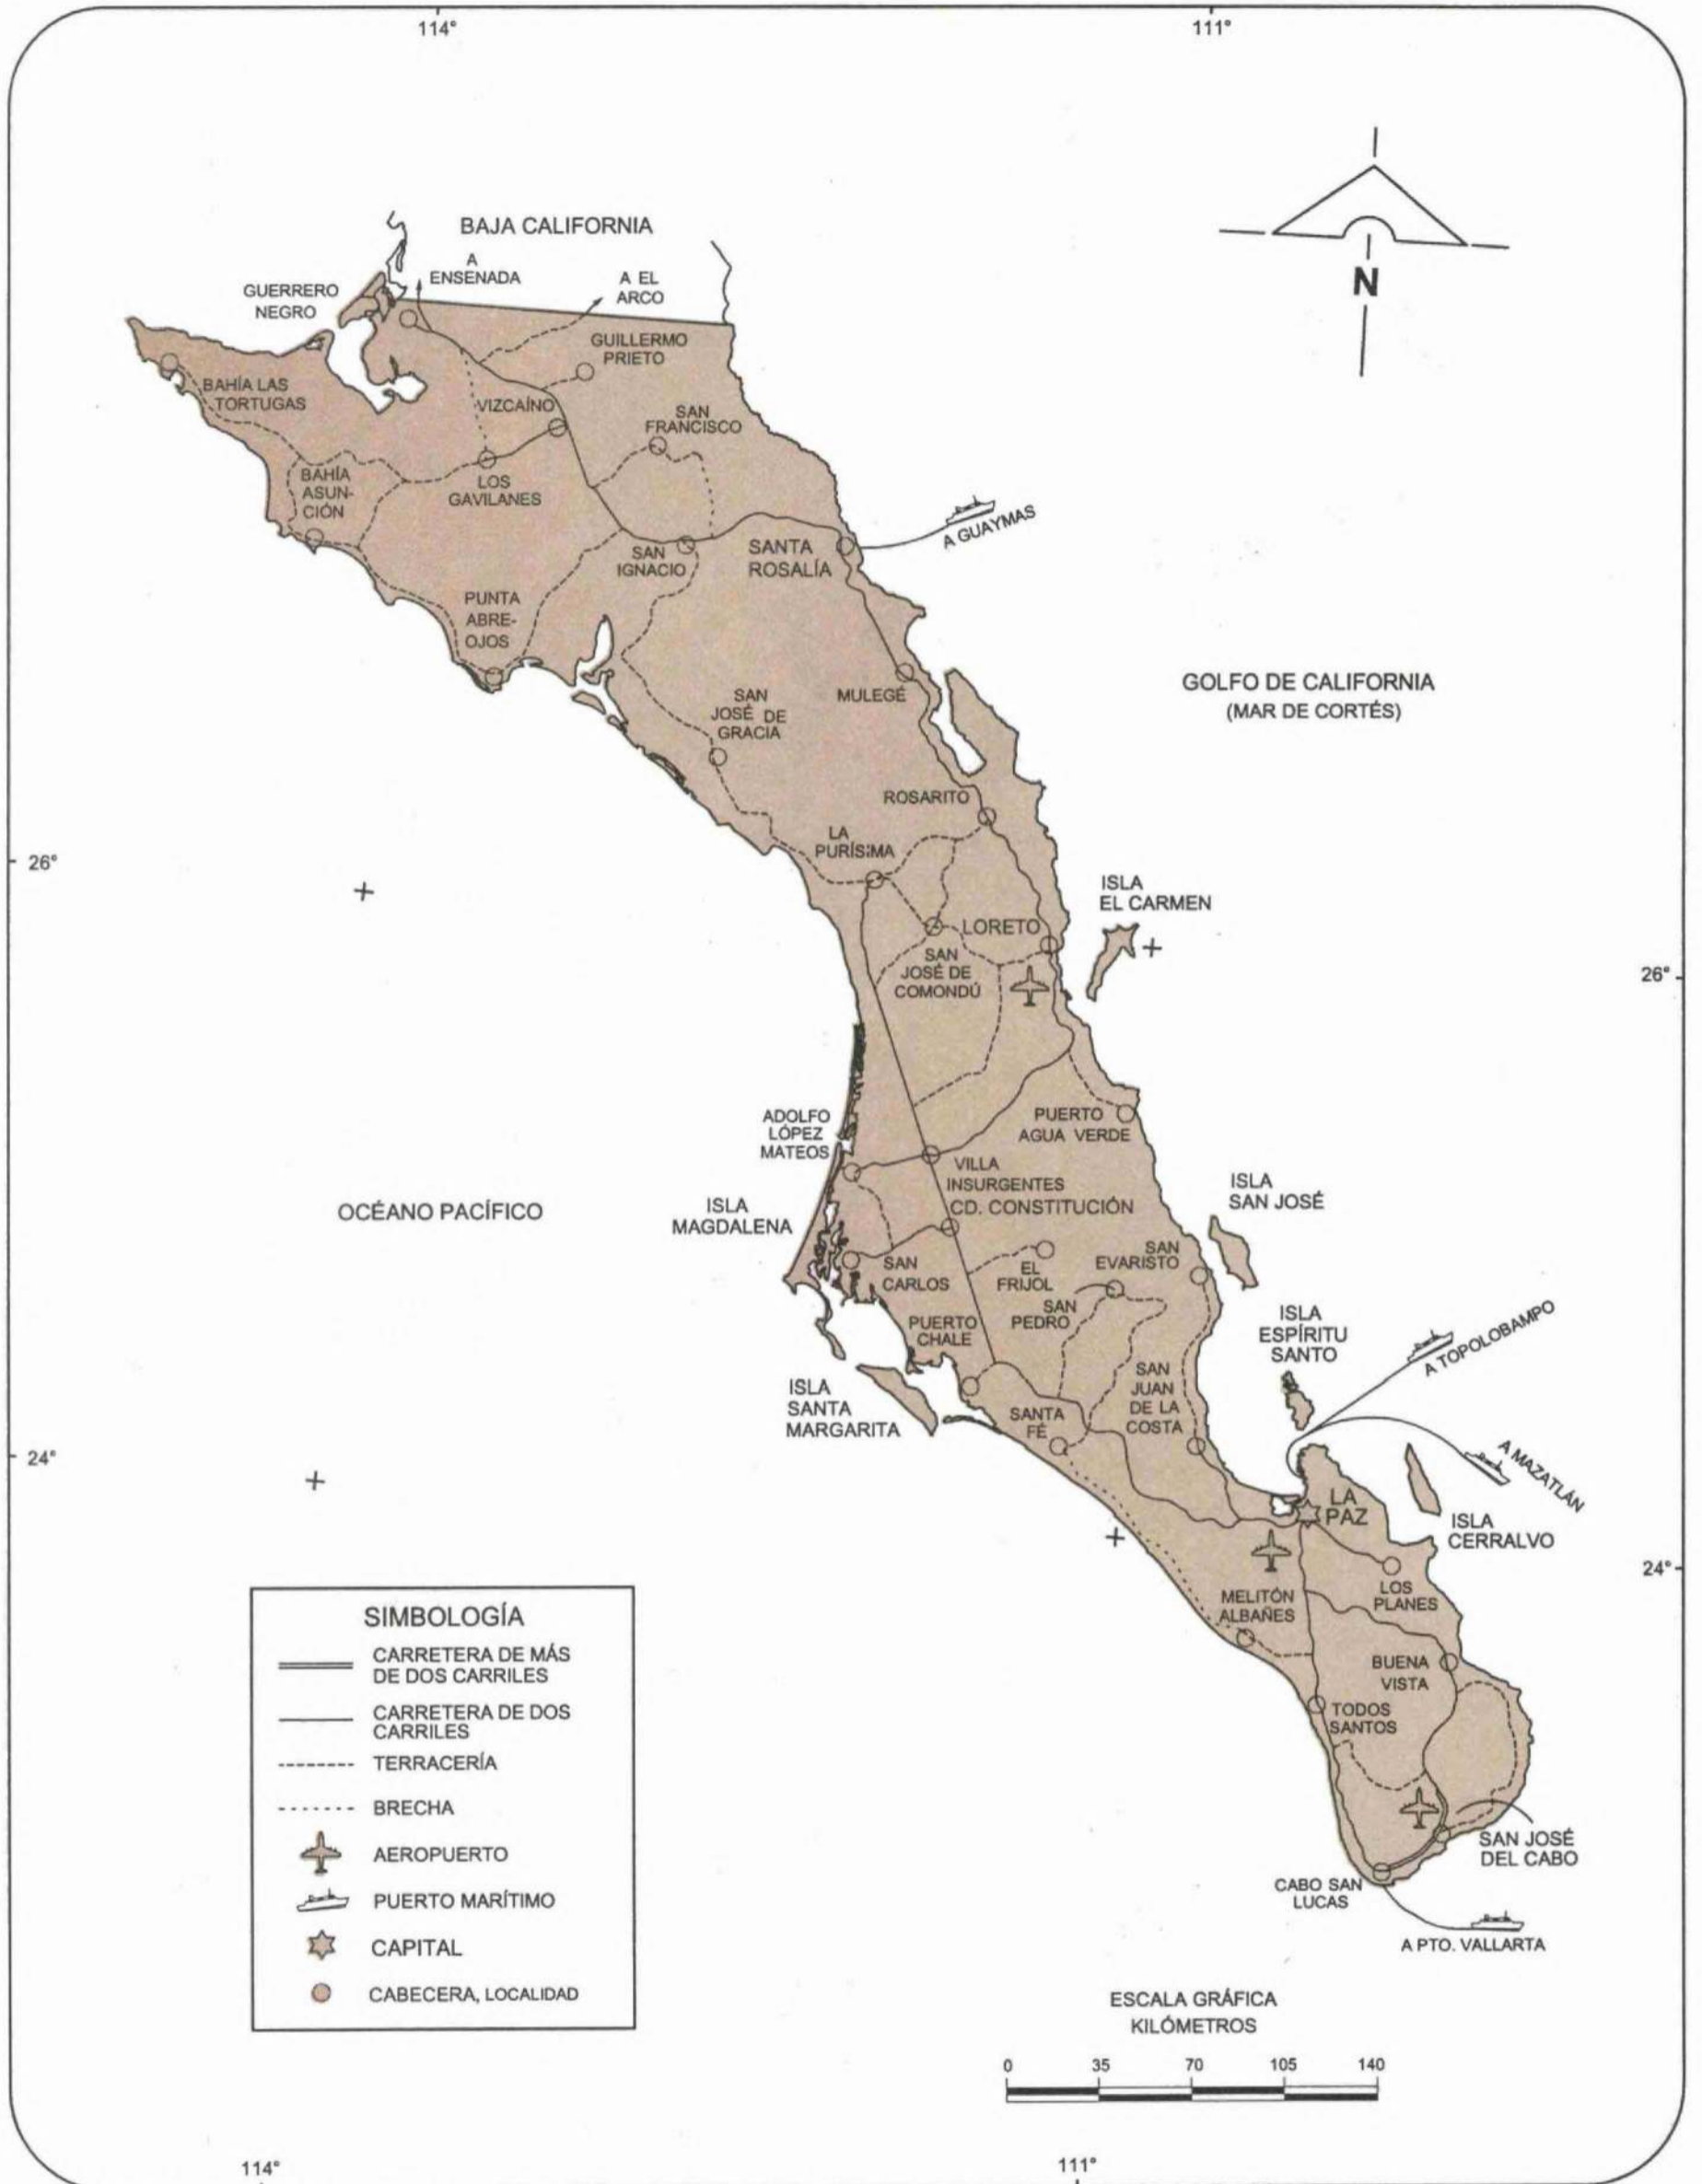 114°
111°
BAJA CALIFORNIA
A
ENSENADA
A EL
ARCO
GUERRERO
NEGRO
N
GUILLERMO
PRIETO
BAHÍA LAS
TORTUGAS
VIZCAÍNO
SAN
FRANCISCO
BAHÍA
ASUN-
CIÓN
LOS
GAVILANES
A GUAYMAS
SAN
IGNACIO
SANTA
ROSALÍA
PUNTA
ABRE-
OJOS
MULEGÉ
GOLFO DE CALIFORNIA
(MAR DE CORTÉS)
SAN
JOSÉ DE
GRACIA
ROSARITO
LA
PURÍSIMA
26°
ISLA
EL CARMEN
LORETO
SAN
JOSÉ DE
COMONDÚ
26°
ADOLFO
LÓPEZ
MATEOS
PUERTO
AGUA VERDE
VILLA
INSURGENTES
CD. CONSTITUCIÓN
ISLA
SAN JOSÉ
OCÉANO PACÍFICO
ISLA
MAGDALENA
SAN
CARLOS
EL
FRIJOL
SAN
EVARISTO
SAN
PEDRO
PUERTO
CHALE
ISLA
ESPÍRITU
SANTO
A TOPOLOBAMPO
ISLA
SANTA
MARGARITA
SAN
JUAN
DE LA
COSTA
SANTA
FÉ
24°
A MAZATLÁN
LA
PAZ
ISLA
CERRALVO
24°
LOS
PLANES
MELITÓN
ALBAÑES
BUENA
VISTA
TODOS
SANTOS
SAN JOSÉ
DEL CABO
CABO SAN
LUCAS
A PTO. VALLARTA
SIMBOLOGÍA
CARRETERA DE MÁS
DE DOS CARRILES
CARRETERA DE DOS
CARRILES
TERRACERÍA
BRECHA
AEROPUERTO
PUERTO MARÍTIMO
CAPITAL
CABECERA, LOCALIDAD
ESCALA GRÁFICA
KILÓMETROS
0 35 70 105 140
114°
111°